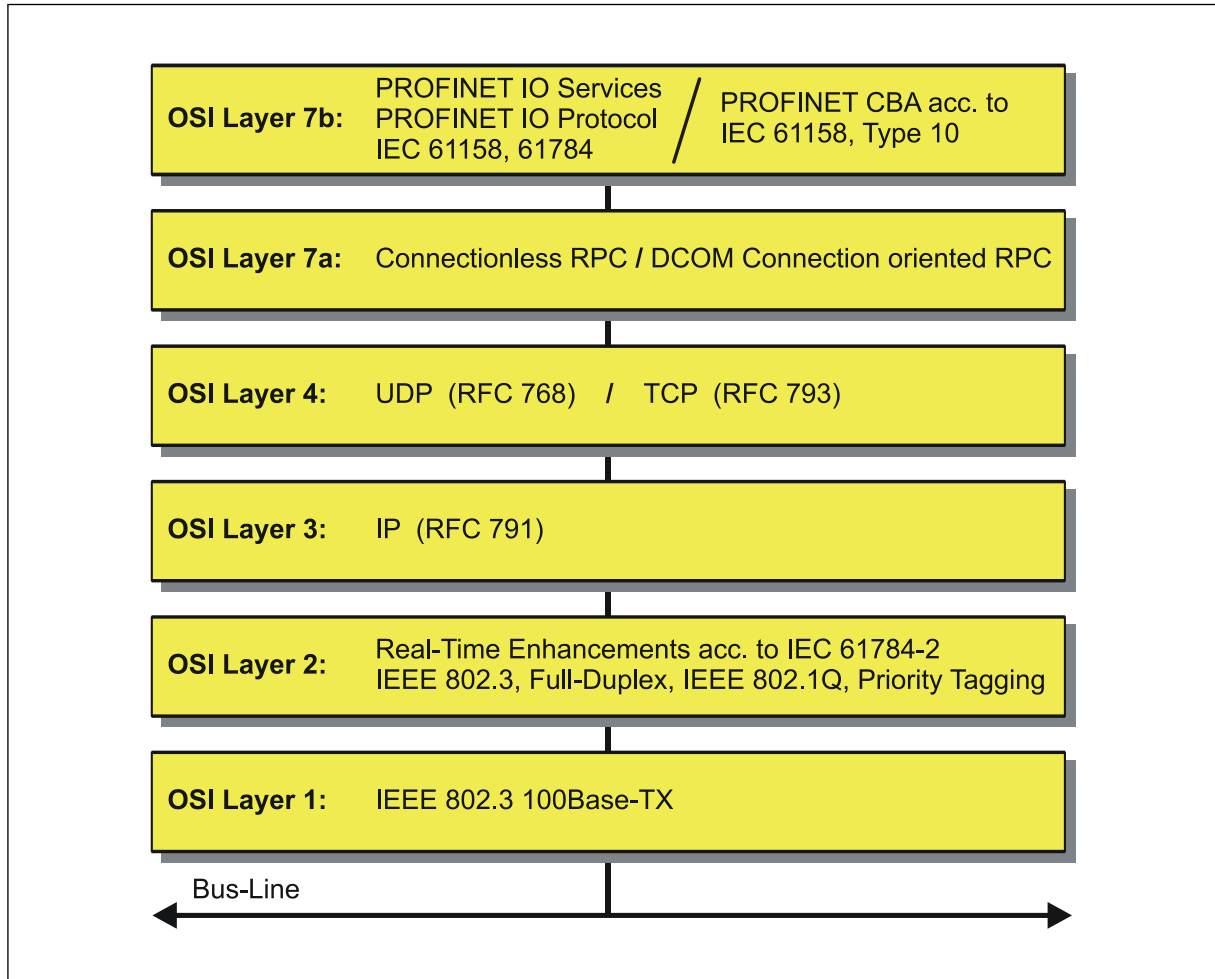 OSI Layer 7b:
PROFINET IO Services
PROFINET IO Protocol
IEC 61158, 61784
/
PROFINET CBA acc. to
IEC 61158, Type 10
OSI Layer 7a: Connectionless RPC / DCOM Connection oriented RPC
OSI Layer 4: UDP (RFC 768) / TCP (RFC 793)
OSI Layer 3: IP (RFC 791)
OSI Layer 2:
Real-Time Enhancements acc. to IEC 61784-2
IEEE 802.3, Full-Duplex, IEEE 802.1Q, Priority Tagging
OSI Layer 1: IEEE 802.3 100Base-TX
Bus-Line